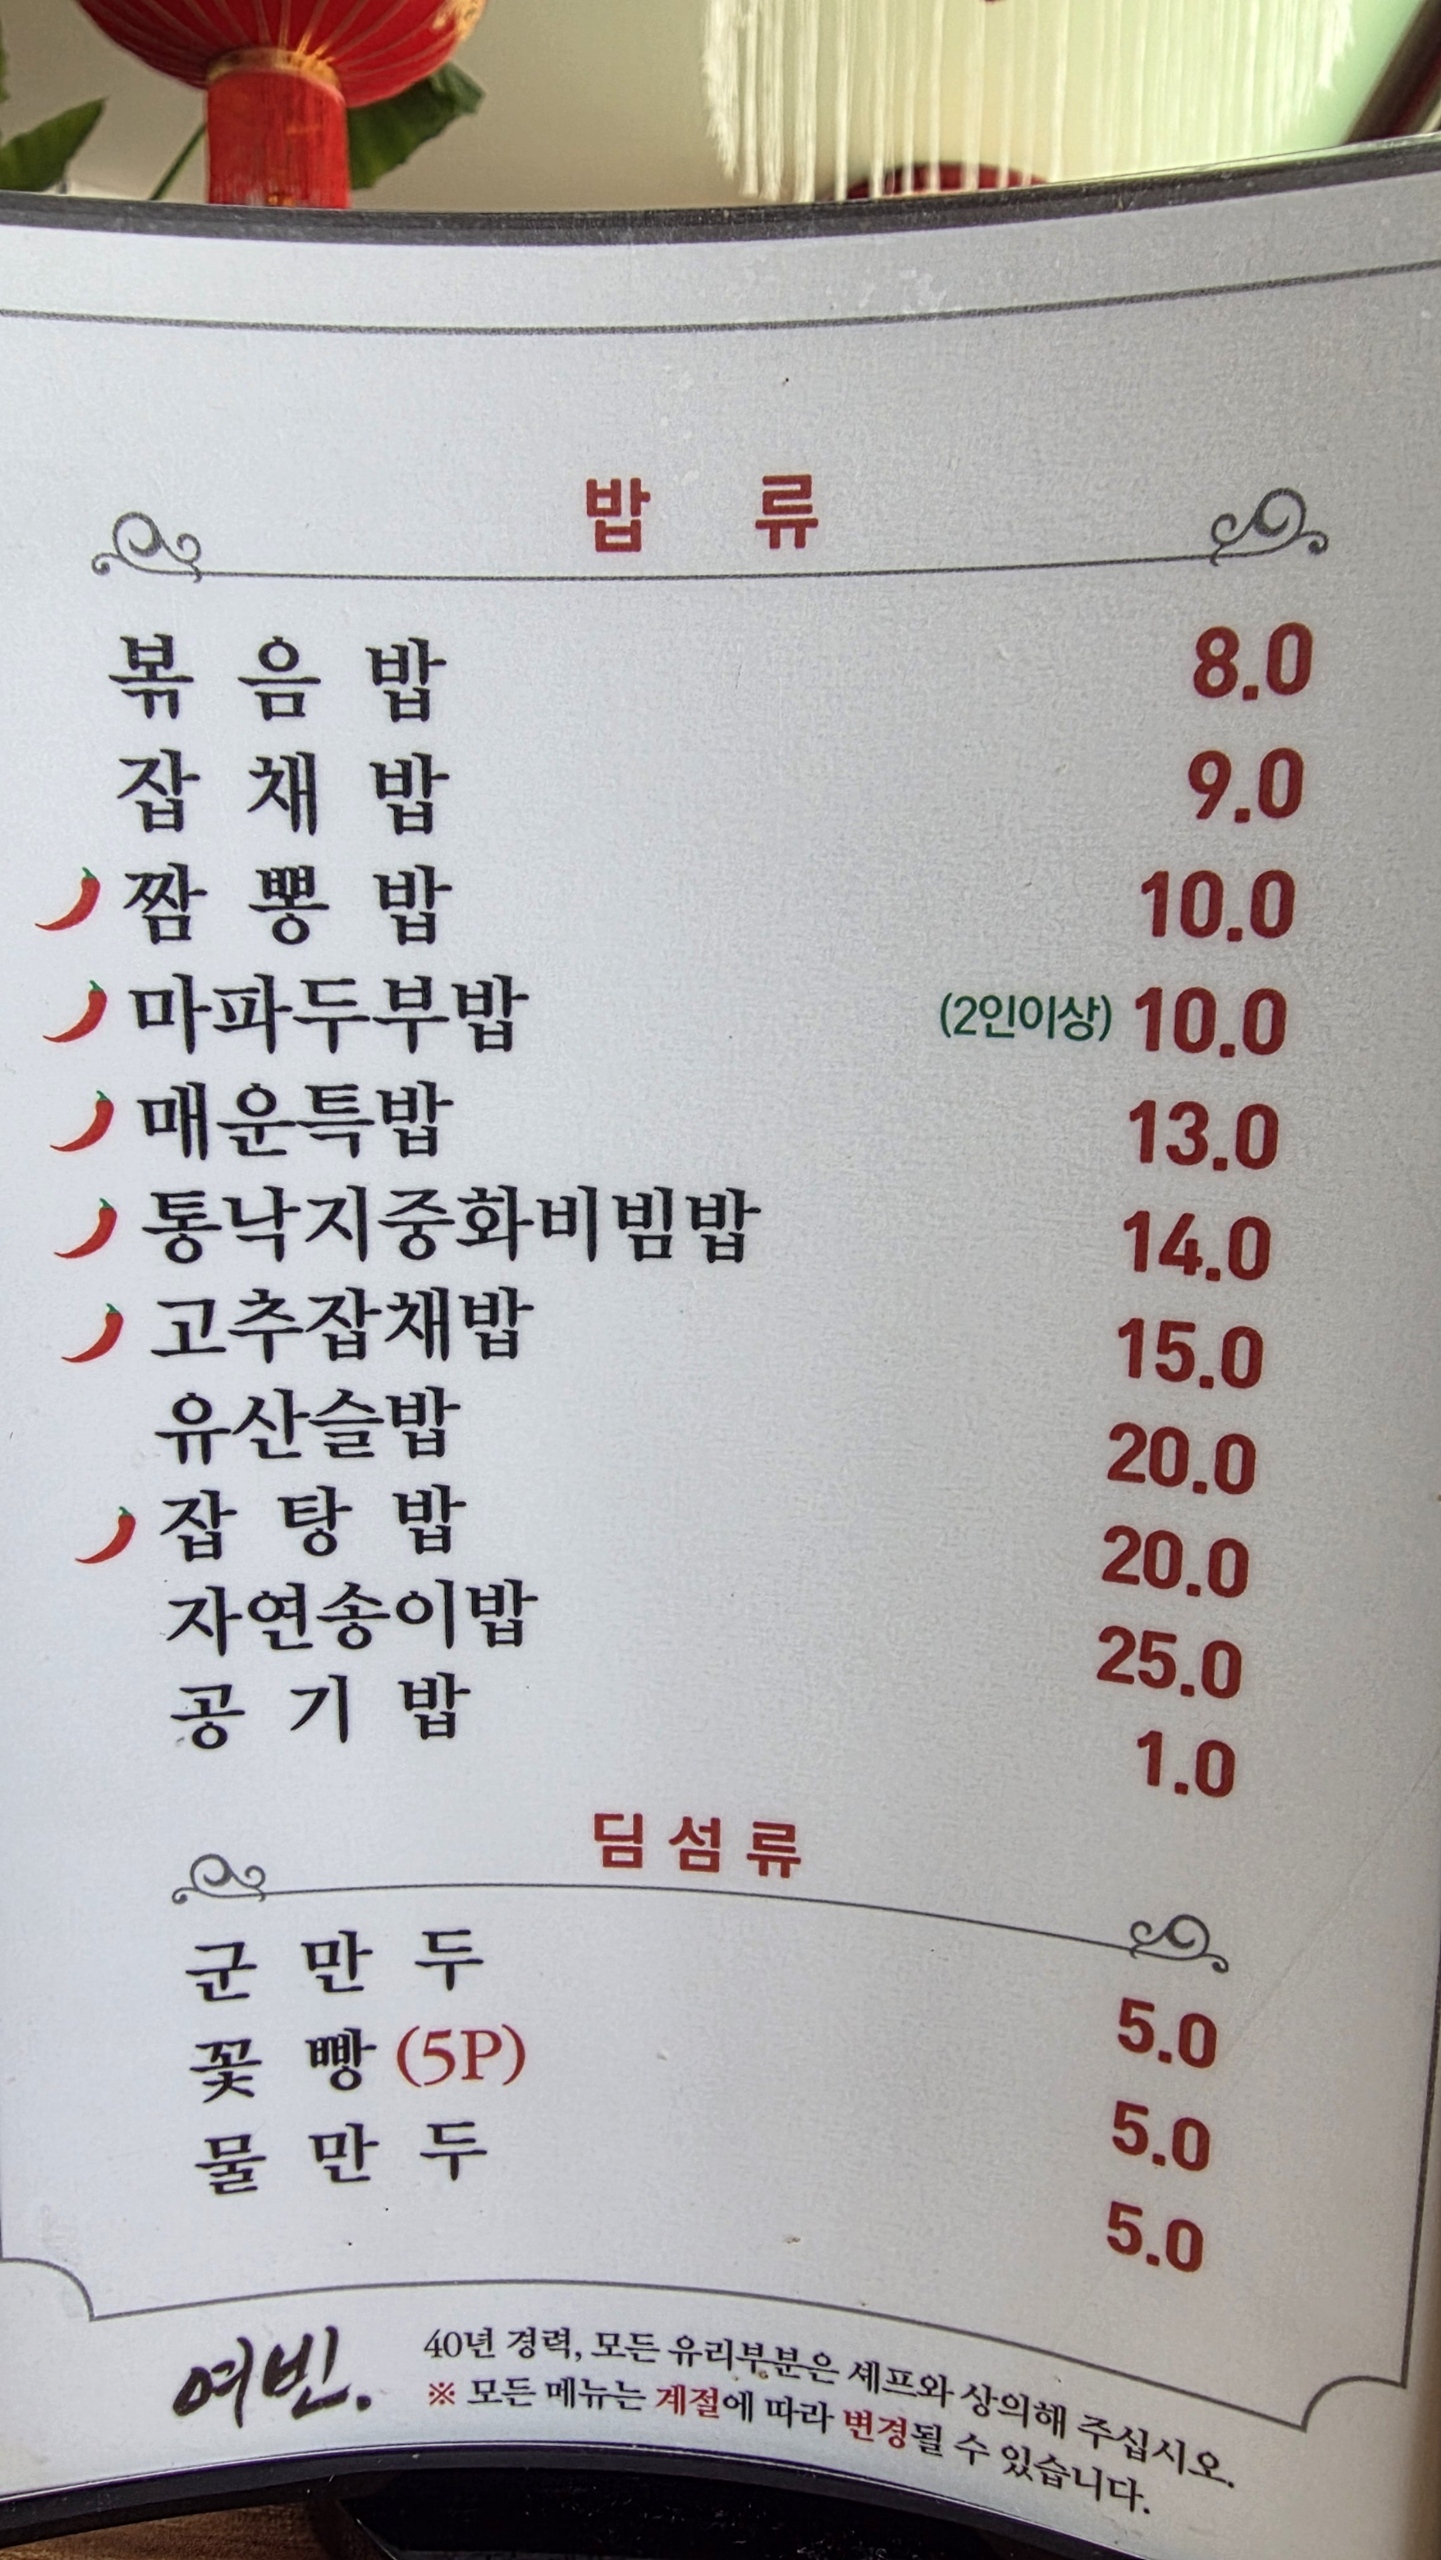 밥 류
볶음밥 8.0
잡채밥 9.0
짬뽕밥 10.0
마파두부밥 (2인이상) 10.0
매운특밥 13.0
통낙지중화비빔밥 14.0
고추잡채밥 15.0
유산슬밥 20.0
잡탕밥 20.0
자연송이밥 25.0
공기밥 1.0
딤섬류
군만두 5.0
꽃빵(5P) 5.0
물만두 5.0
여빈.
40년 경력, 모든 유리부분은 셰프와 상의해 주십시오.
※ 모든 메뉴는 계절에 따라 변경될 수 있습니다.